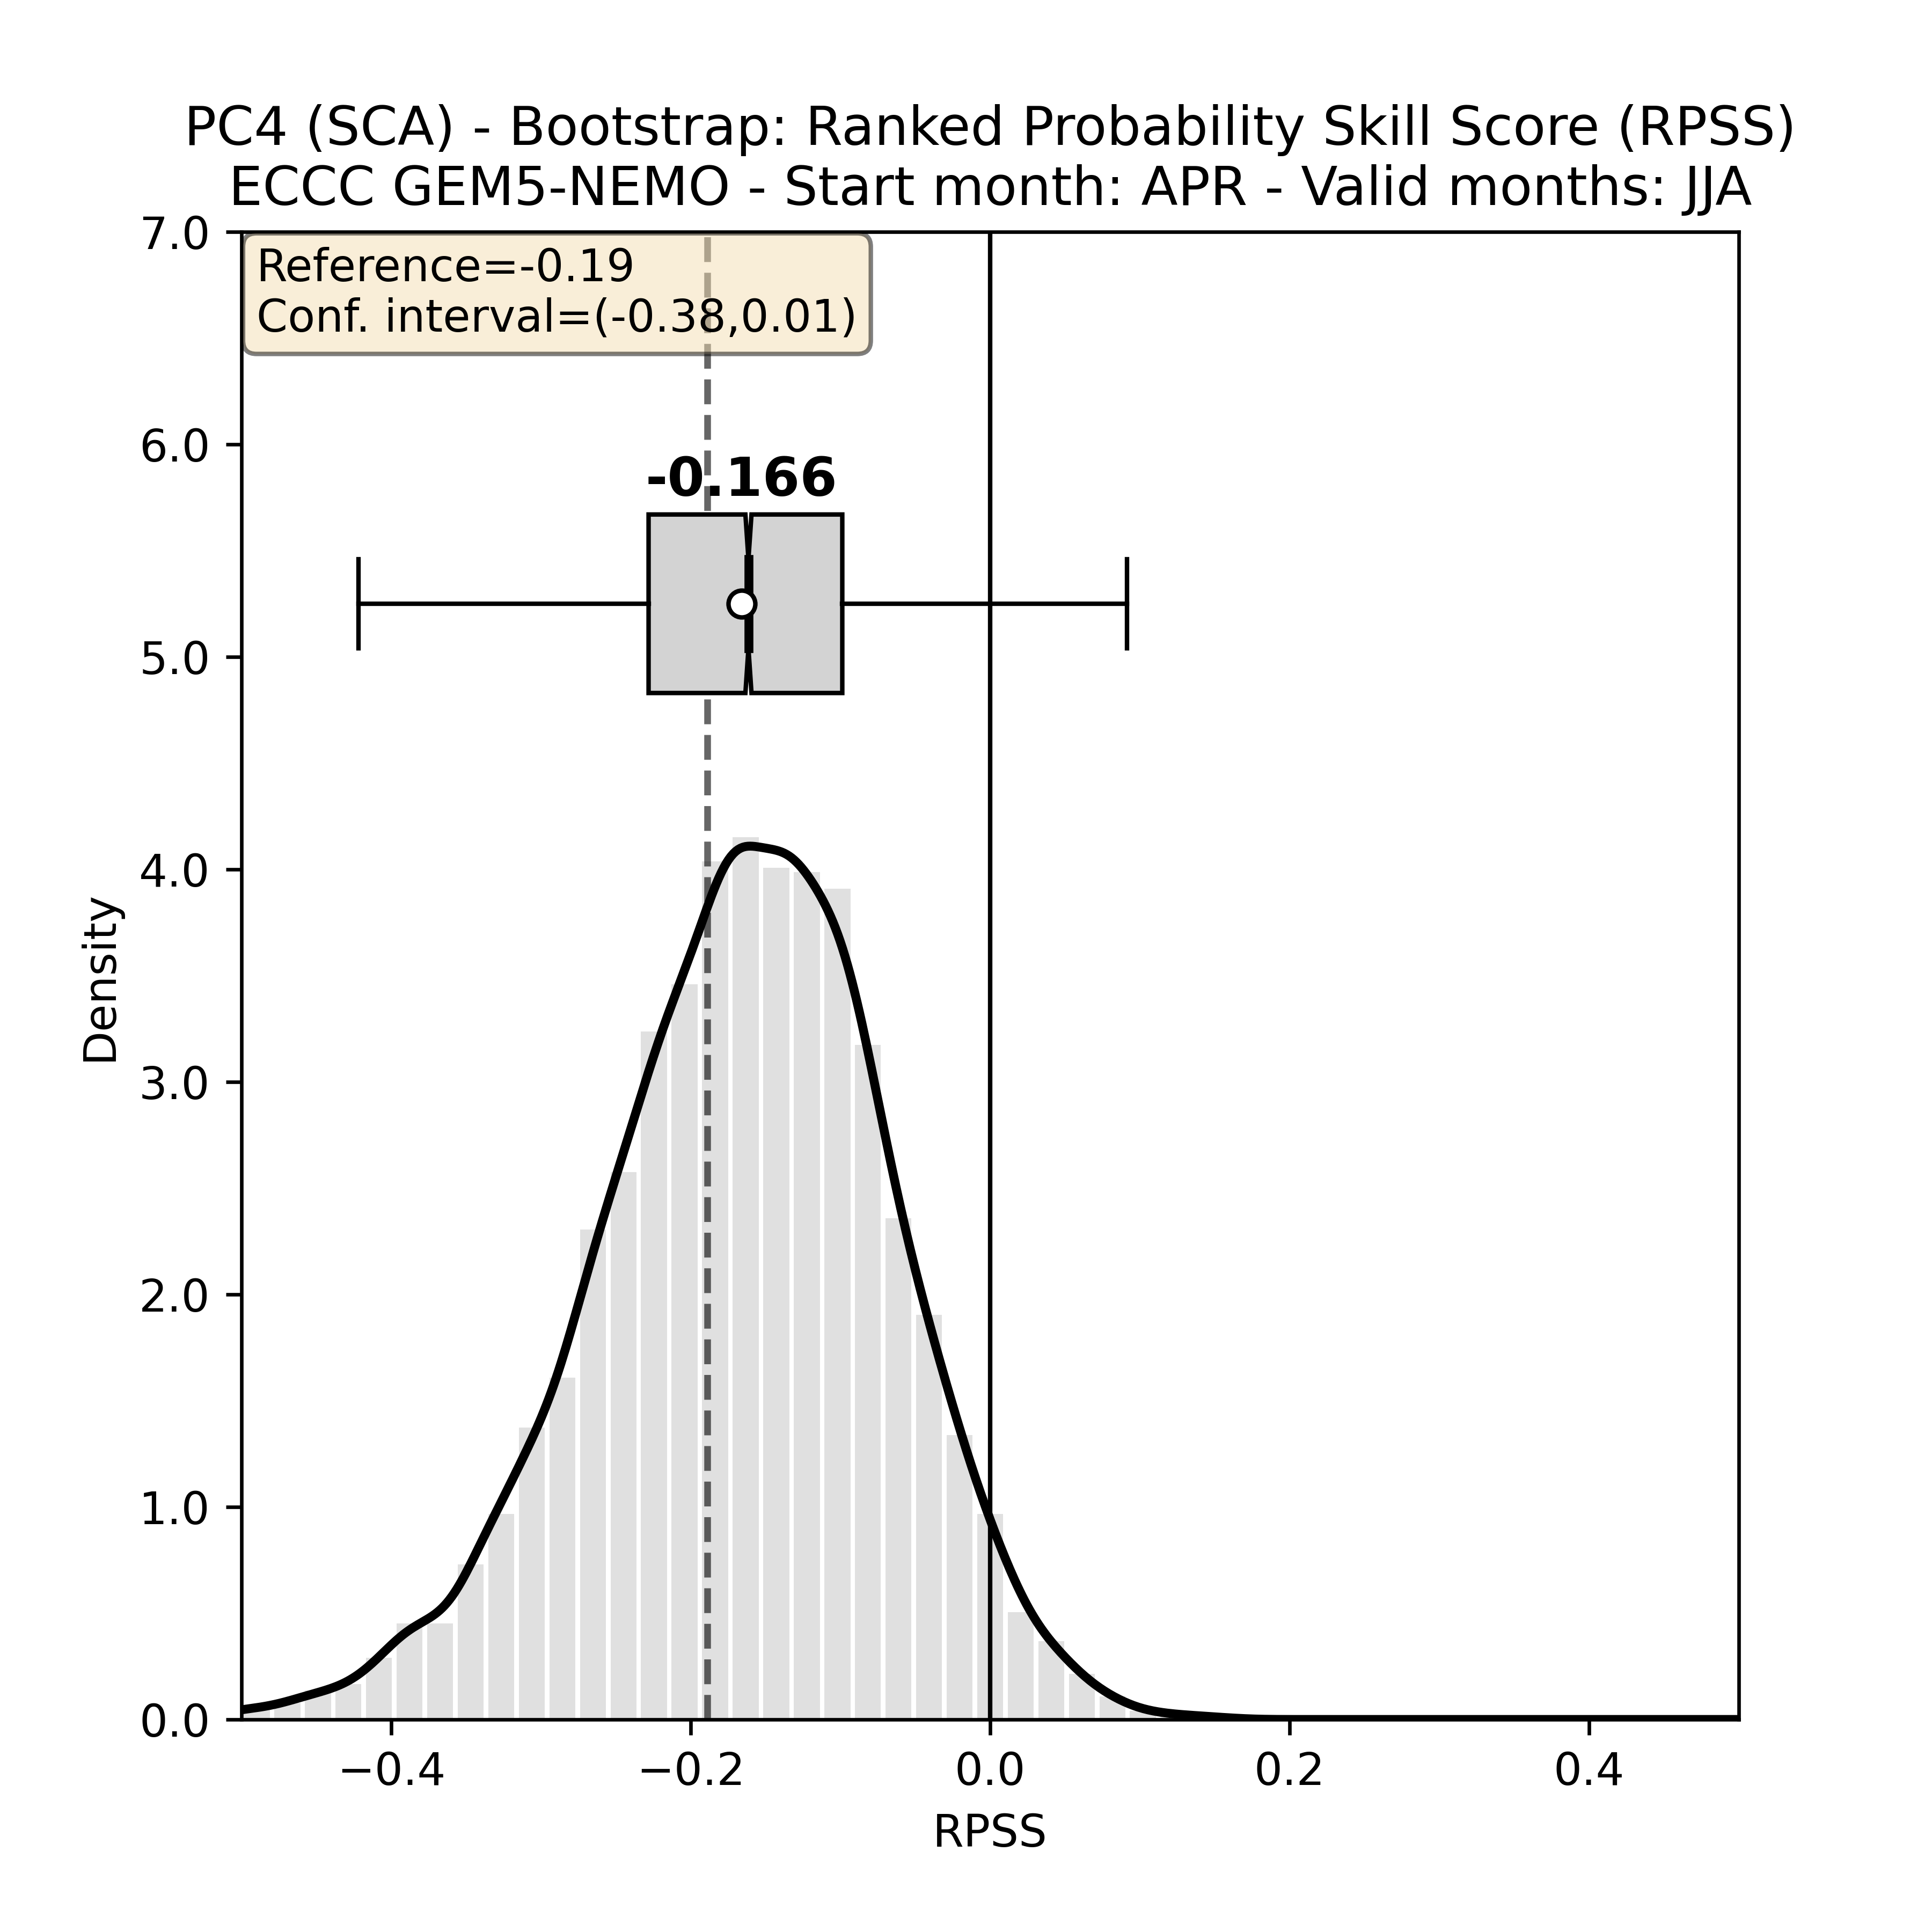 PC4 (SCA) - Bootstrap: Ranked Probability Skill Score (RPSS)
ECCC GEM5-NEMO - Start month: APR - Valid months: JJA
7.0
Reference=-0.19
Conf. interval=(-0.38,0.01)
6.0
-0.166
5.0
4.0
Density
3.0
2.0
1.0
0.0
−0.4 −0.2 0.0 0.2 0.4
RPSS